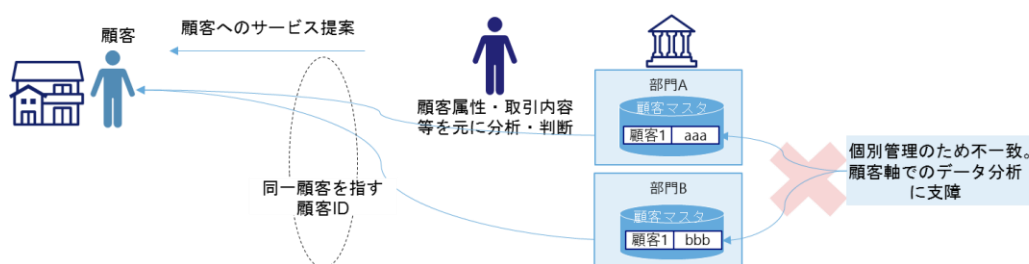 顧客
顧客へのサービス提案
顧客属性・取引内容
等を元に分析・判断
同一顧客を指す
顧客ID
部門A
顧客マスタ
顧客1 aaa
部門B
顧客マスタ
顧客1 bbb
個別管理のため不一致。
顧客軸でのデータ分析
に支障